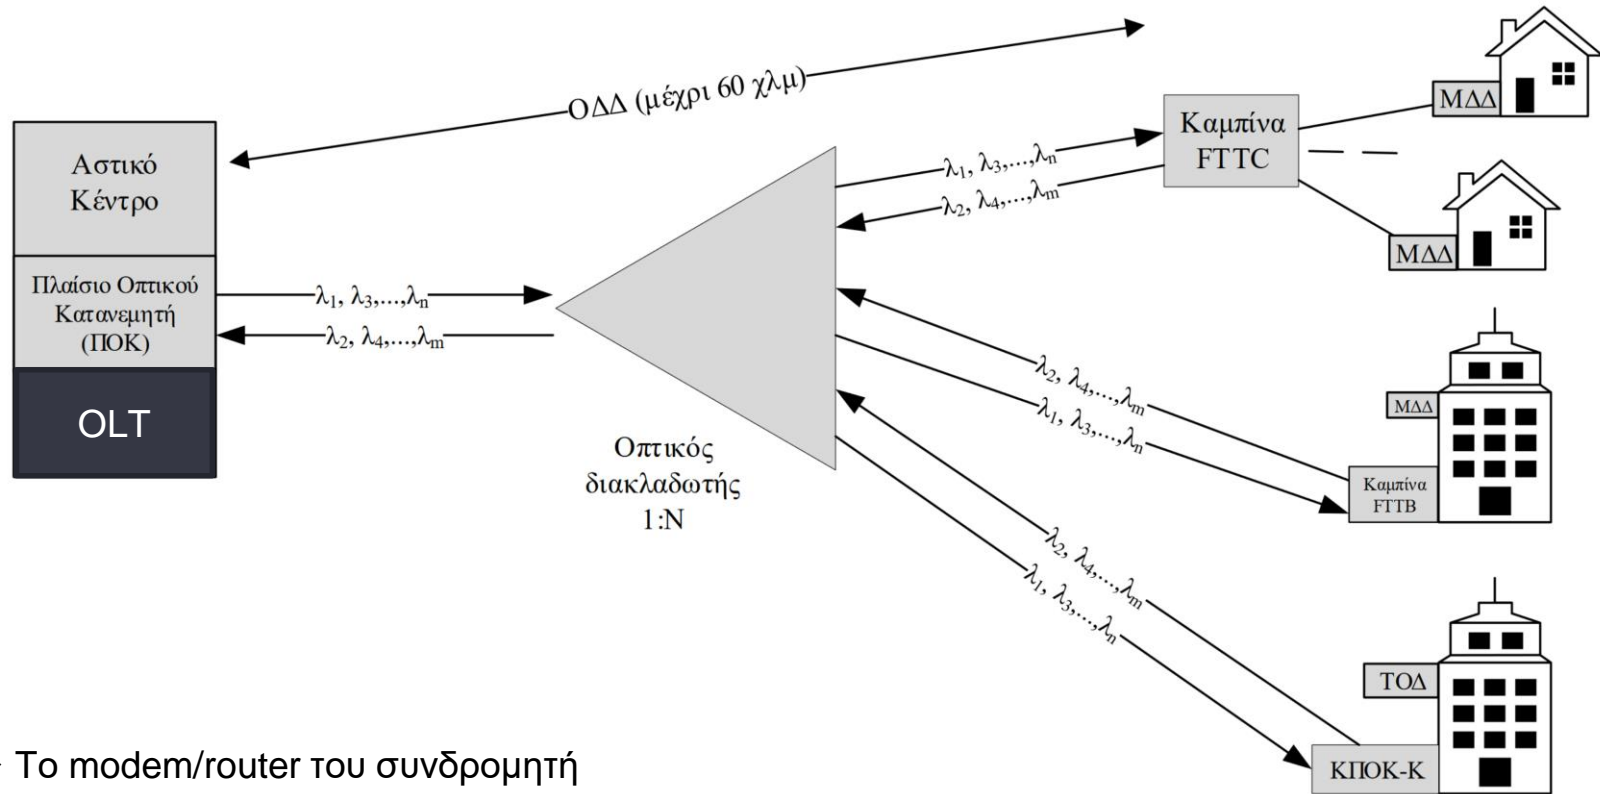 ΟΔΔ (μέχρι 60 χλμ)
Αστικό
Κέντρο
Πλαίσιο Οπτικού
Κατανεμητή
(ΠΟΚ)
OLT
λ1, λ3,...,λn
λ2, λ4,...,λm
Οπτικός
διακλαδωτής
1:N
λ1, λ3,...,λn
λ2, λ4,...,λm
Καμπίνα
FTTC
ΜΔΔ
ΜΔΔ
λ2, λ4,...,λm
λ1, λ3,...,λn
ΜΔΔ
Καμπίνα
FTTB
λ2, λ4,...,λm
λ1, λ3,...,λn
ΤΟΔ
ΚΠΟΚ-Κ
Το modem/router του συνδρομητή